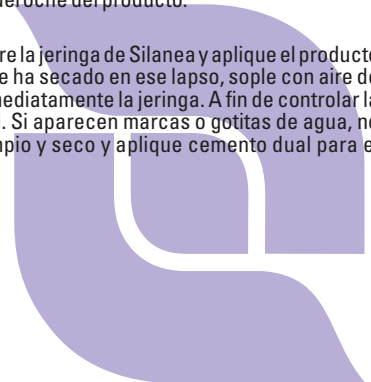 del producto.
re la jeringa de Silanea y aplique el producto
e ha secado en ese lapso, sople con aire de
mediatamente la jeringa. A fin de controlar la
. Si aparecen marcas o gotitas de agua, no
mpio y seco y aplique cemento dual para e